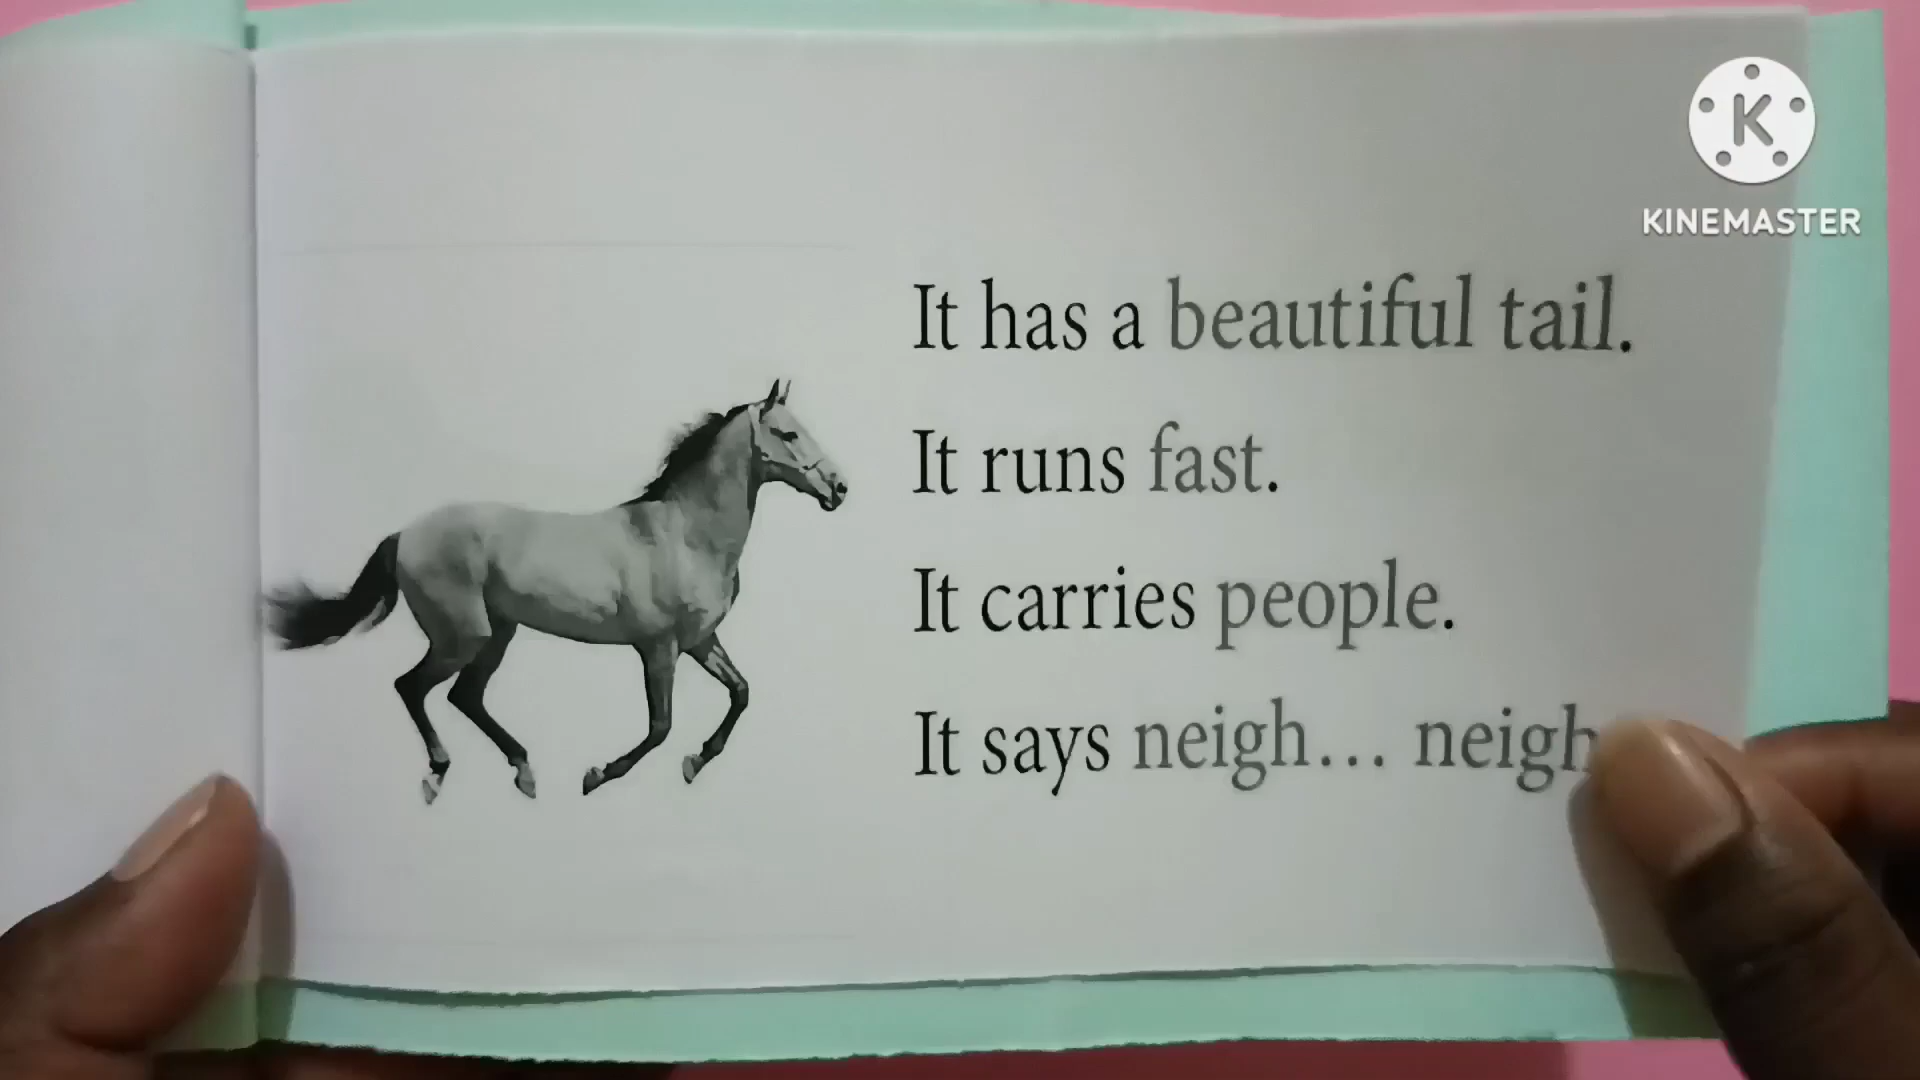 K
KINEMASTER
It has a beautiful tail.
It runs fast.
It carries people.
It says neigh... neigh